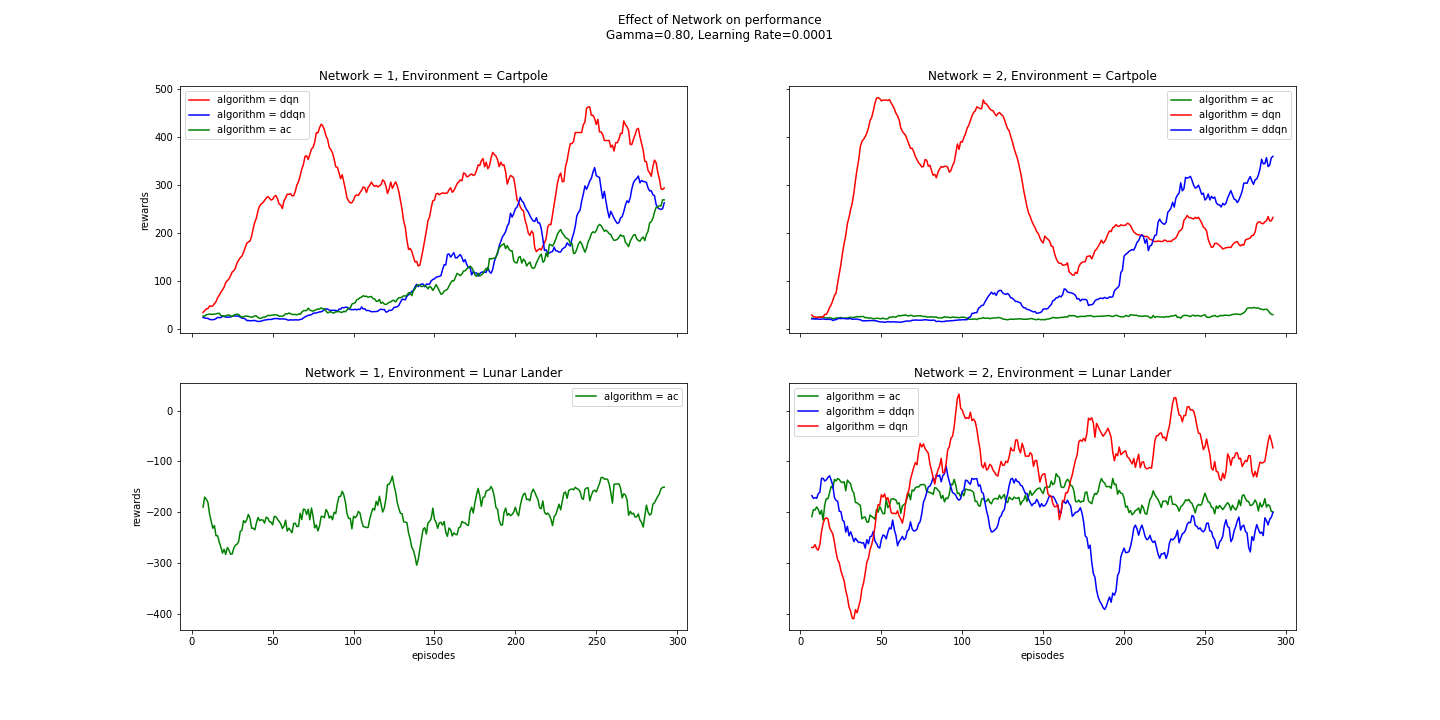 Effect of Network on performance
Gamma=0.80, Learning Rate=0.0001
Network = 1, Environment = Cartpole
500
400
300
200
100
0
rewards
algorithm = dqn
algorithm = ddqn
algorithm = ac
Network = 2, Environment = Cartpole
algorithm = ac
algorithm = dqn
algorithm = ddqn
Network = 1, Environment = Lunar Lander
0
−100
−200
−300
−400
rewards
algorithm = ac
0 50 100 150 200 250 300
episodes
Network = 2, Environment = Lunar Lander
algorithm = ac
algorithm = ddqn
algorithm = dqn
0 50 100 150 200 250 300
episodes